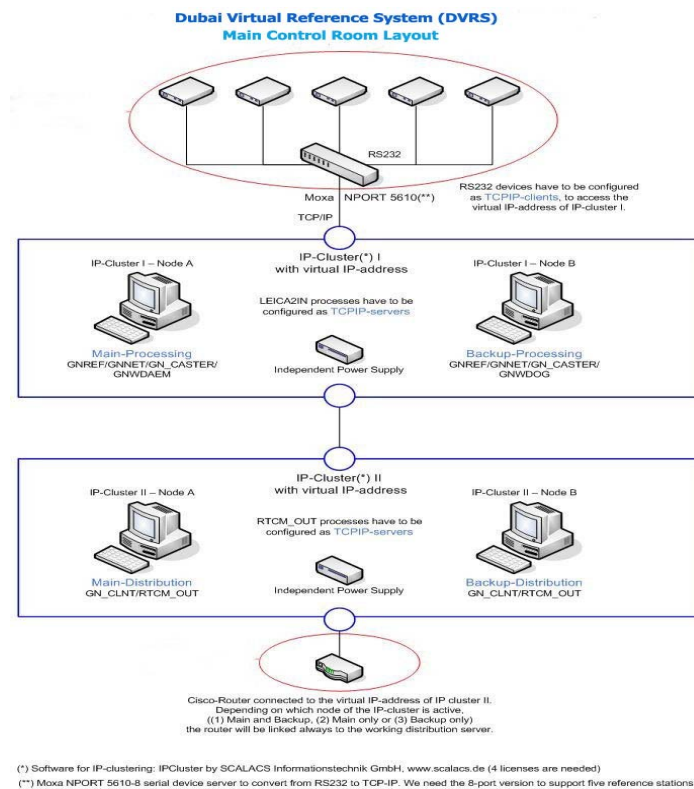 Dubai Virtual Reference System (DVRS)
Main Control Room Layout
RS232
Moxa NPORT 5610(**)
TCP/IP
RS232 devices have to be configured
as TCPIP-clients, to access the
virtual IP-address of IP-cluster I.
IP-Cluster(*) I
with virtual IP-address
IP-Cluster I – Node A
IP-Cluster I – Node B
LEICA2IN processes have to be
configured as TCPIP-servers
Main-Processing
GNREF/GNNET/GN_CASTER/
GNWDAEM
Independent Power Supply
Backup-Processing
GNREF/GNNET/GN_CASTER/
GNWDOG
IP-Cluster(*) II
with virtual IP-address
IP-Cluster II – Node A
IP-Cluster II – Node B
RTCM_OUT processes have to be
configured as TCPIP-servers
Main-Distribution
GN_CLNT/RTCM_OUT
Independent Power Supply
Backup-Distribution
GN_CLNT/RTCM_OUT
Cisco-Router connected to the virtual IP-address of IP cluster II.
Depending on which node of the IP-cluster is active,
((1) Main and Backup, (2) Main only or (3) Backup only)
the router will be linked always to the working distribution server.
(*) Software for IP-clustering: IPCluster by SCALACS Informationstechnik GmbH, www.scalacs.de (4 licenses are needed)
(**) Moxa NPORT 5610-8 serial device server to convert from RS232 to TCP-IP. We need the 8-port version to support five reference stations